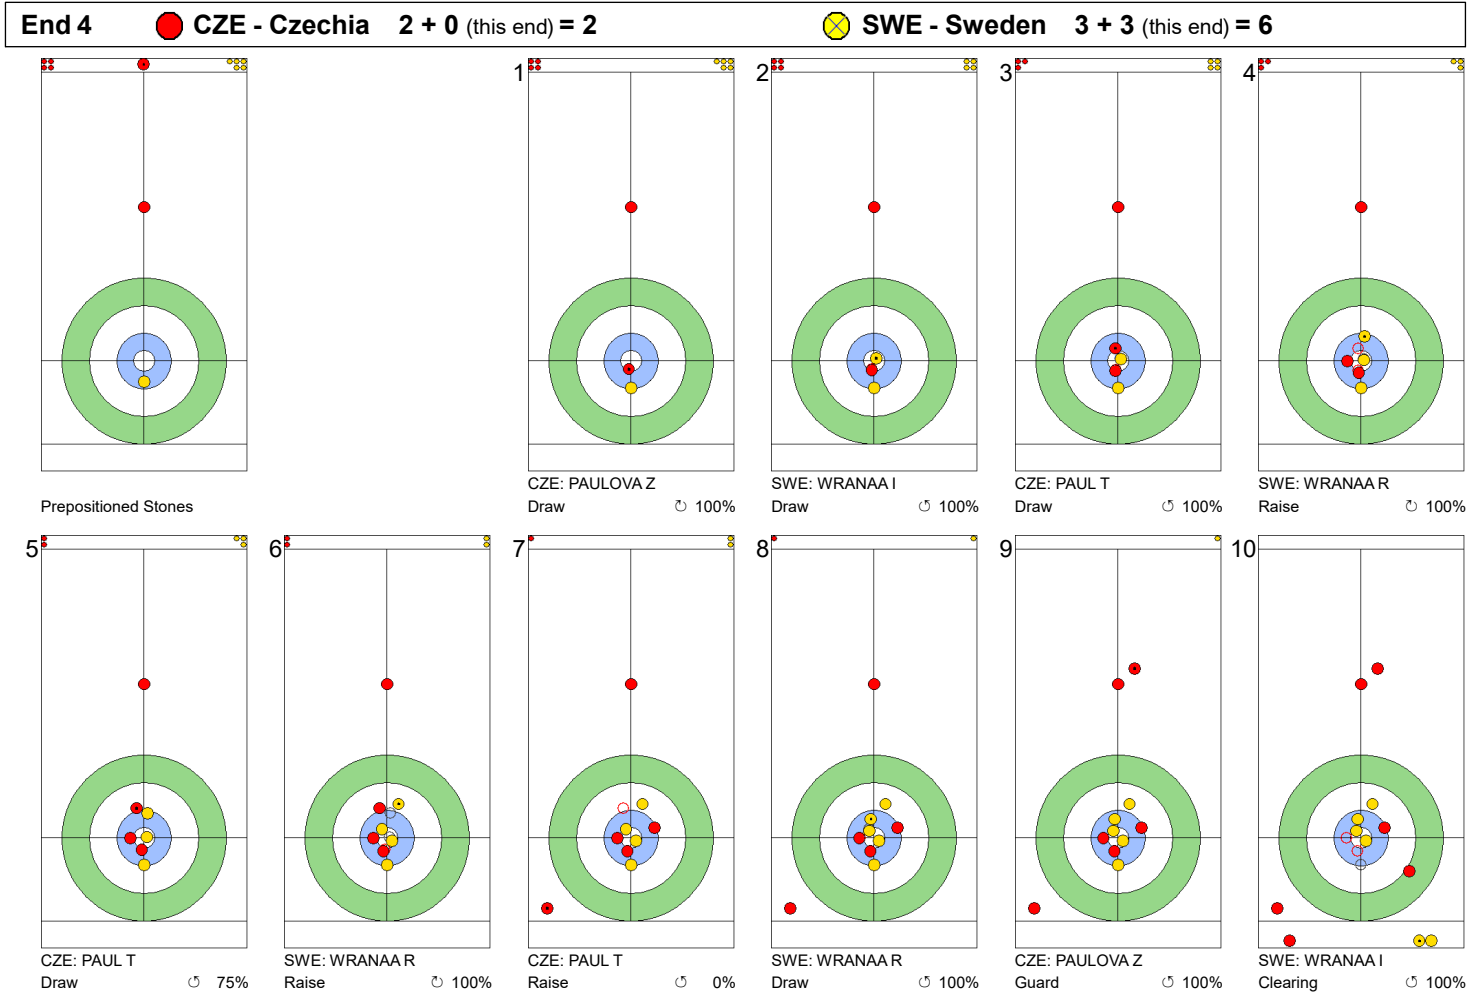 End 4 CZE - Czechia 2 + 0 (this end) = 2 SWE - Sweden 3 + 3 (this end) = 6
1 2 3 4
CZE: PAULOVA Z SWE: WRANAA I CZE: PAUL T SWE: WRANAA R
Prepositioned Stones Draw ↻ 100% Draw ↺ 100% Draw ↺ 100% Raise ↻ 100%
5 6 7 8 9 10
CZE: PAUL T SWE: WRANAA R CZE: PAUL T SWE: WRANAA R CZE: PAULOVA Z SWE: WRANAA I
Draw ↺ 75% Raise ↻ 100% Raise ↺ 0% Draw ↺ 100% Guard ↺ 100% Clearing ↺ 100%